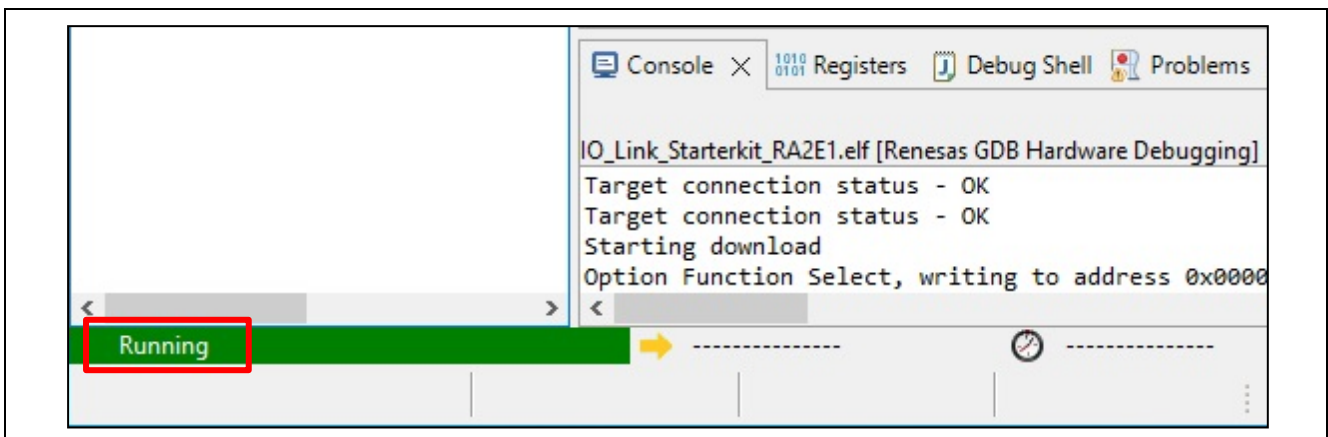 Console Registers Debug Shell Problems
IO_Link_Starterkit_RA2E1.elf [Renesas GDB Hardware Debugging]
Target connection status - OK
Target connection status - OK
Starting download
Option Function Select, writing to address 0x0000
Running --------------- ---------------